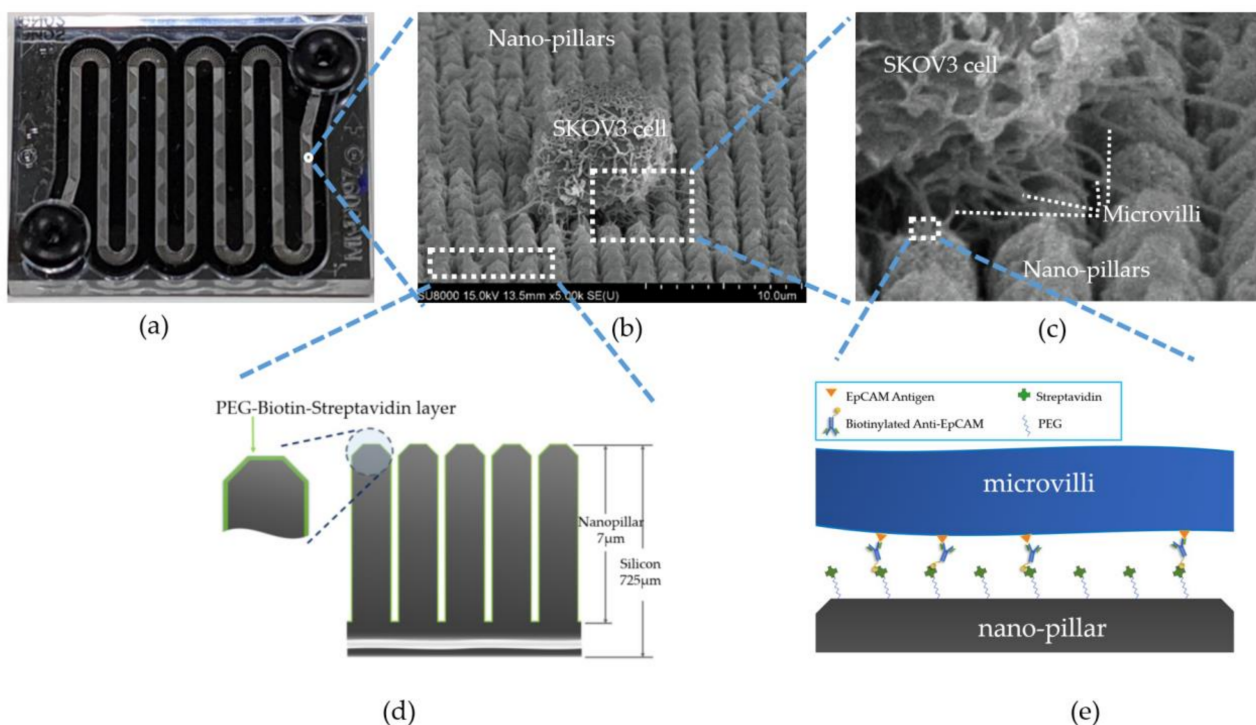 Nano-pillars
SKOV3 cell
SU8000 15.0kV 13.5mm x5.00k SE(U)
10.0um
SKOV3 cell
Microvilli
Nano-pillars
(a)
(b)
(c)
PEG-Biotin-Streptavidin layer
Nanopillar
7µm
Silicon
725µm
EpCAM Antigen
Streptavidin
Biotinylated Anti-EpCAM
PEG
microvilli
nano-pillar
(d)
(e)